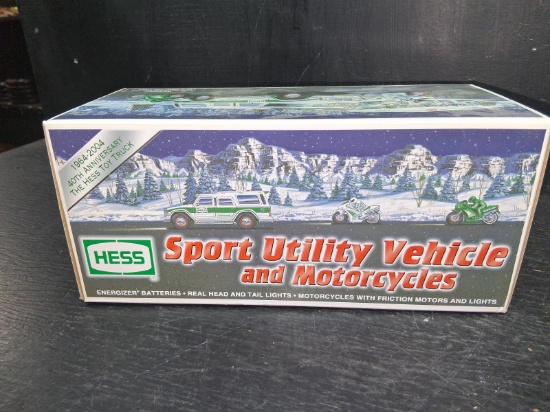 1964-2004
40TH ANNIVERSARY
THE HESS TOY TRUCK
HESS
Sport Utility Vehicle
and Motorcycles
ENERGIZER® BATTERIES • REAL HEAD AND TAIL LIGHTS • MOTORCYCLES WITH FRICTION MOTORS AND LIGHTS